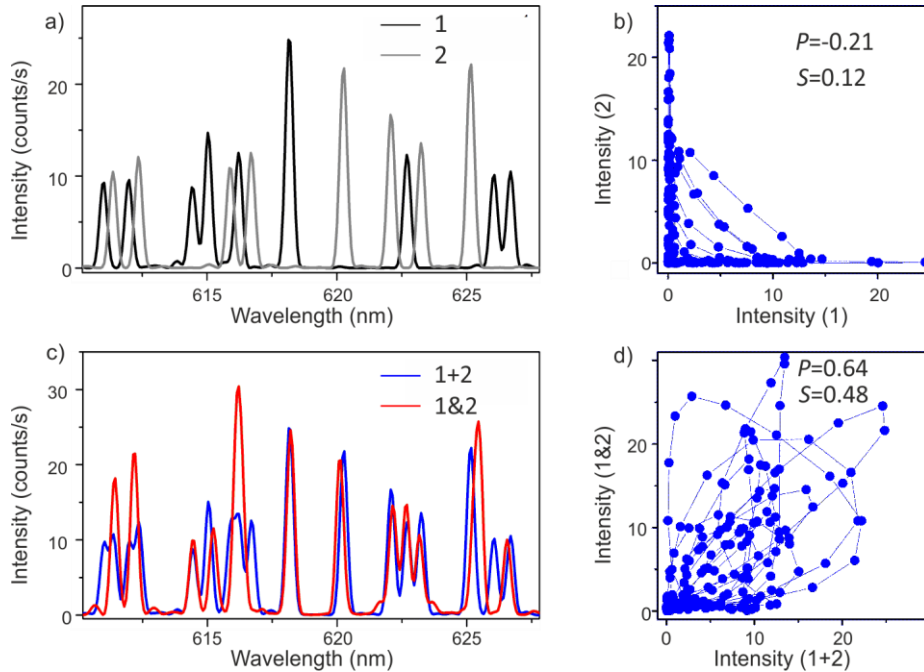 a)
1
2
Intensity (counts/s)
20
10
0
615
620
625
Wavelength (nm)
b)
P=-0.21
S=0.12
Intensity (2)
20
10
0
0
10
20
Intensity (1)
c)
1+2
1&2
Intensity (counts/s)
30
20
10
0
615
620
625
Wavelength (nm)
d)
P=0.64
S=0.48
Intensity (1&2)
30
20
10
0
0
10
20
Intensity (1+2)